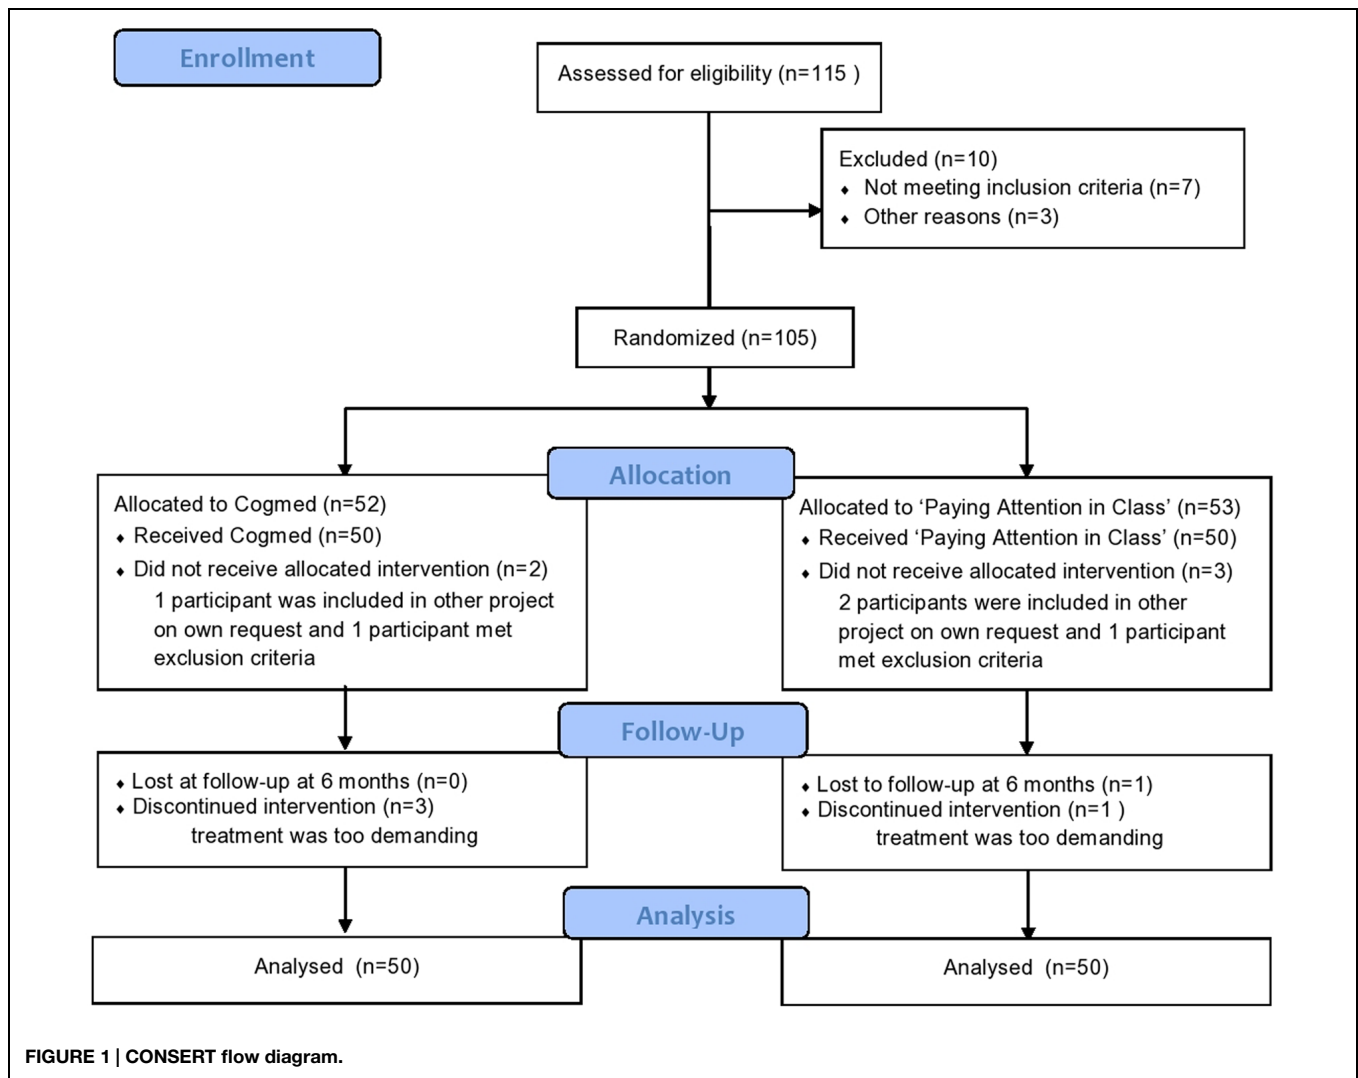 Enrollment
Assessed for eligibility (n=115 )
Excluded (n=10)
♦ Not meeting inclusion criteria (n=7)
♦ Other reasons (n=3)
Randomized (n=105)
Allocation
Allocated to Cogmed (n=52)
♦ Received Cogmed (n=50)
♦ Did not receive allocated intervention (n=2)
1 participant was included in other project
on own request and 1 participant met
exclusion criteria
Allocated to ‘Paying Attention in Class’ (n=53)
♦ Received ‘Paying Attention in Class’ (n=50)
♦ Did not receive allocated intervention (n=3)
2 participants were included in other
project on own request and 1 participant
met exclusion criteria
Follow-Up
♦ Lost at follow-up at 6 months (n=0)
♦ Discontinued intervention (n=3)
treatment was too demanding
♦ Lost to follow-up at 6 months (n=1)
♦ Discontinued intervention (n=1 )
treatment was too demanding
Analysis
Analysed (n=50)
Analysed (n=50)
FIGURE 1 | CONSERT flow diagram.